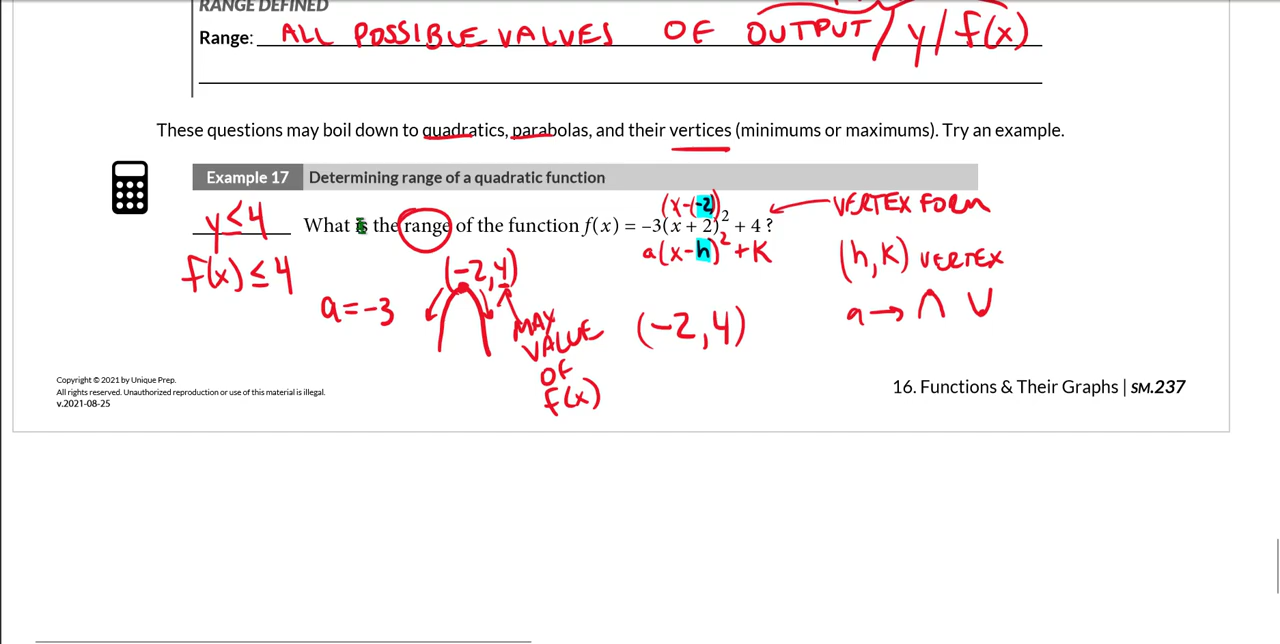 RANGE DEFINED
Range: ALL POSSIBLE VALUES OF OUTPUT / y / f(x)
These questions may boil down to quadratics, parabolas, and their vertices (minimums or maximums). Try an example.
Example 17 Determining range of a quadratic function
(x-(-2))
VERTEX FORM
y≤4 What is the range of the function f(x) = −3(x + 2)² + 4 ?
a(x-h)²+K
(h,K) VERTEX
f(x)≤4
(-2,4)
a=-3
MAX VALUE OF f(x)
(-2,4)
a→ ∩ ∪
16. Functions & Their Graphs | SM.237
Copyright © 2021 by Unique Prep.
All rights reserved. Unauthorized reproduction or use of this material is illegal.
v.2021-08-25